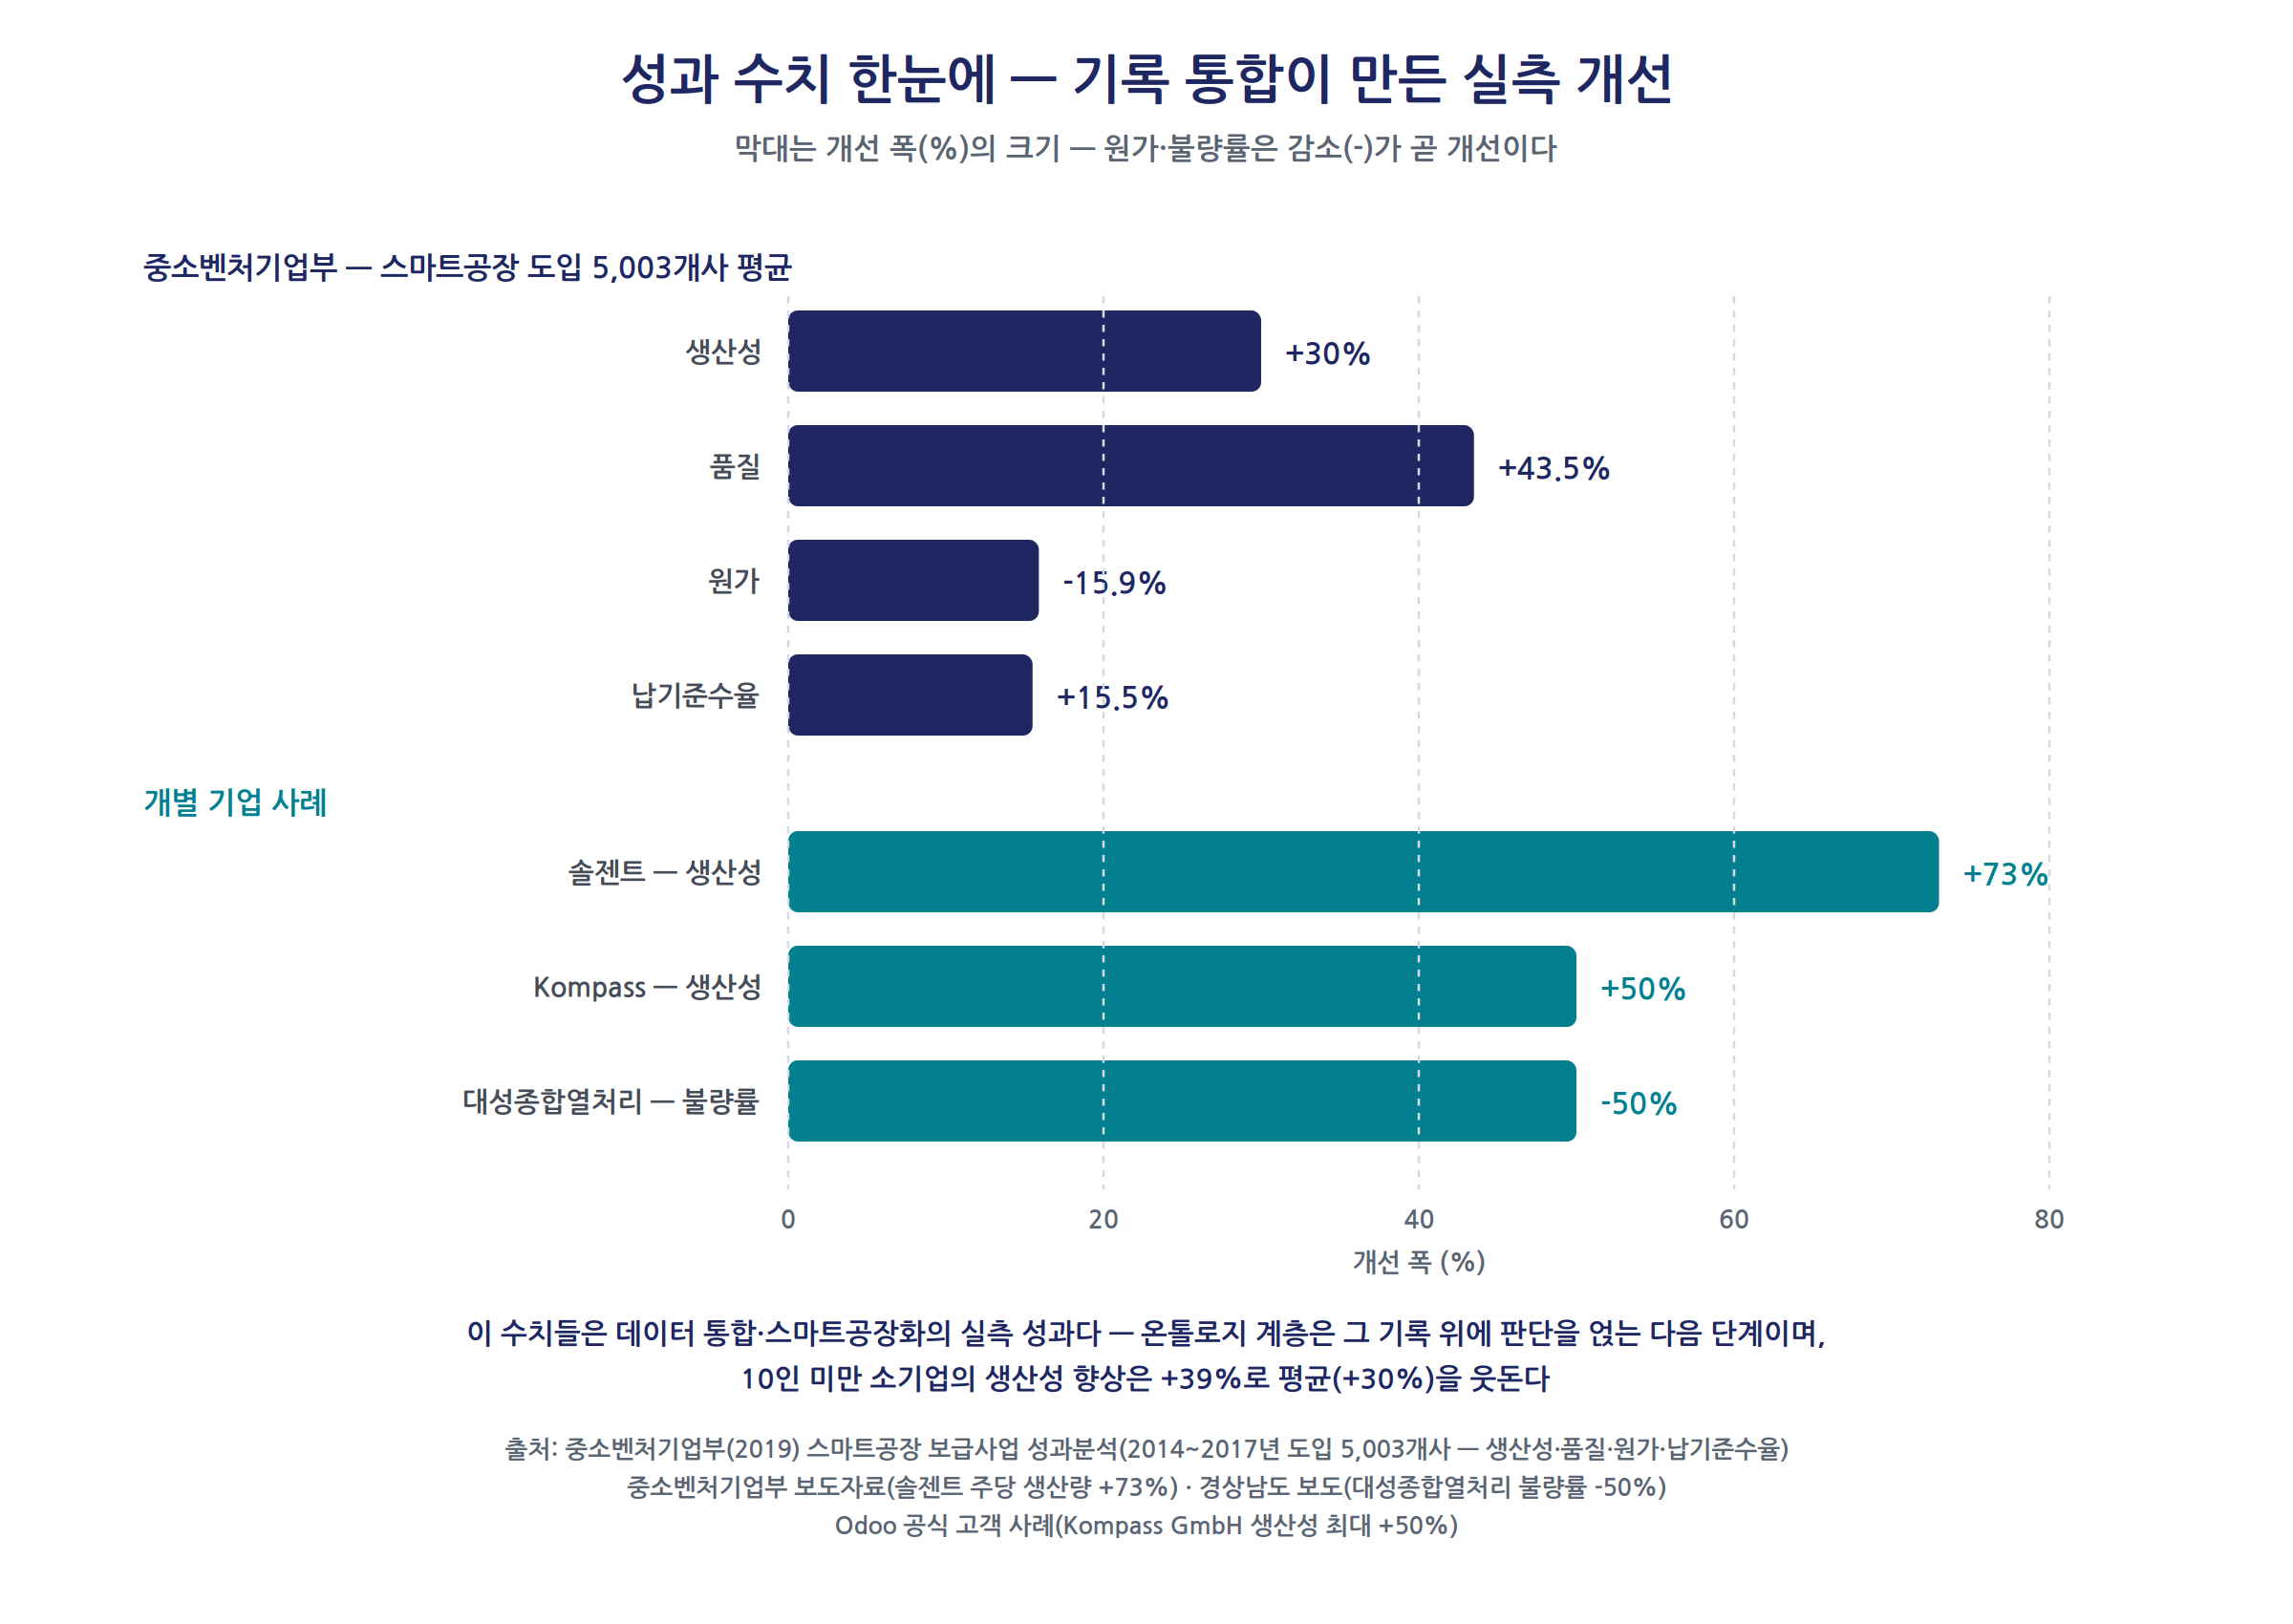 성과 수치 한눈에 — 기록 통합이 만든 실측 개선
막대는 개선 폭(%)의 크기 — 원가·불량률은 감소(-)가 곧 개선이다
중소벤처기업부 — 스마트공장 도입 5,003개사 평균
생산성 +30%
품질 +43.5%
원가 -15.9%
납기준수율 +15.5%
개별 기업 사례
솔젠트 — 생산성 +73%
Kompass — 생산성 +50%
대성종합열처리 — 불량률 -50%
0 20 40 60 80
개선 폭 (%)
이 수치들은 데이터 통합·스마트공장화의 실측 성과다 — 온톨로지 계층은 그 기록 위에 판단을 얹는 다음 단계이며,
10인 미만 소기업의 생산성 향상은 +39%로 평균(+30%)을 웃돈다
출처: 중소벤처기업부(2019) 스마트공장 보급사업 성과분석(2014~2017년 도입 5,003개사 — 생산성·품질·원가·납기준수율)
중소벤처기업부 보도자료(솔젠트 주당 생산량 +73%) · 경상남도 보도(대성종합열처리 불량률 -50%)
Odoo 공식 고객 사례(Kompass GmbH 생산성 최대 +50%)